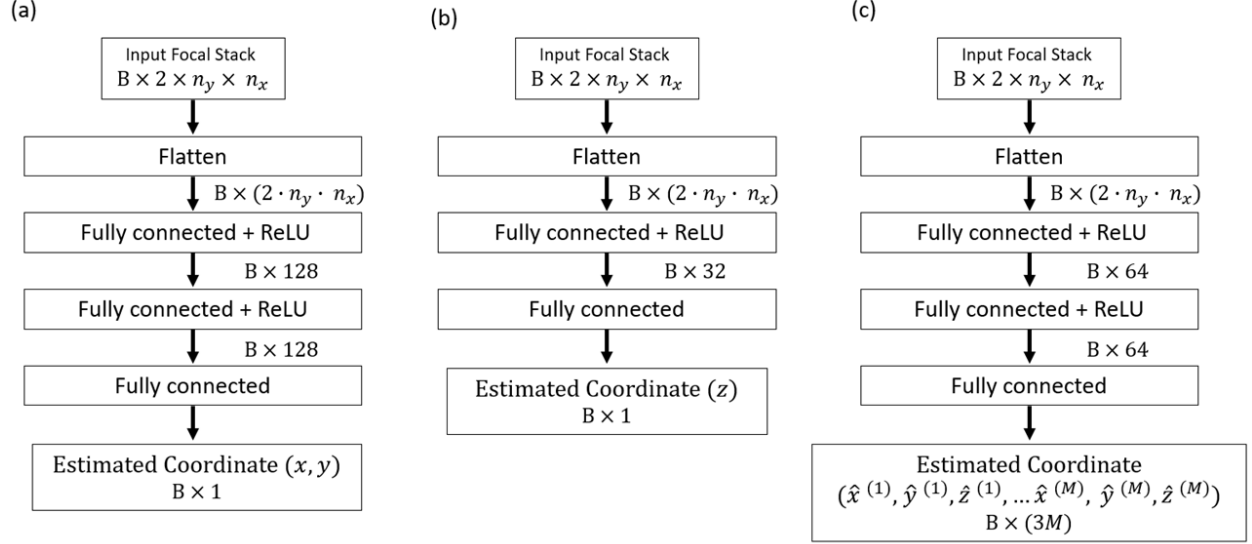 (a)
Input Focal Stack
B × 2 × n_y × n_x
Flatten
B × (2 · n_y · n_x)
Fully connected + ReLU
B × 128
Fully connected + ReLU
B × 128
Fully connected
Estimated Coordinate (x, y)
B × 1
(b)
Input Focal Stack
B × 2 × n_y × n_x
Flatten
B × (2 · n_y · n_x)
Fully connected + ReLU
B × 32
Fully connected
Estimated Coordinate (z)
B × 1
(c)
Input Focal Stack
B × 2 × n_y × n_x
Flatten
B × (2 · n_y · n_x)
Fully connected + ReLU
B × 64
Fully connected + ReLU
B × 64
Fully connected
Estimated Coordinate
(x̂ ⁽¹⁾, ŷ ⁽¹⁾, ẑ ⁽¹⁾, … x̂ ⁽ᴹ⁾, ŷ ⁽ᴹ⁾, ẑ ⁽ᴹ⁾)
B × (3M)